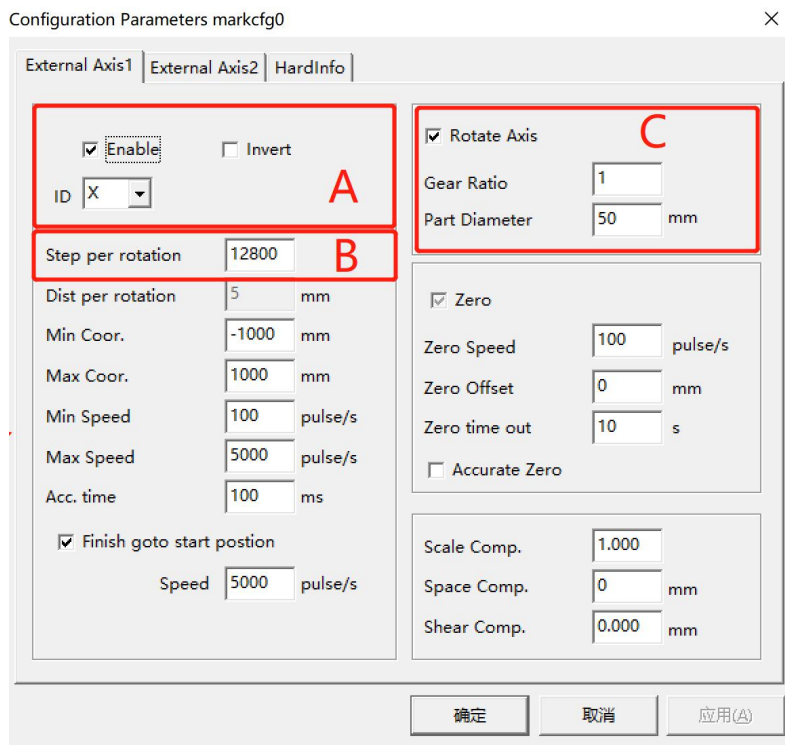 Configuration Parameters markcfg0
External Axis1 External Axis2 HardInfo
Enable Invert
ID X
A
Step per rotation 12800
B
Dist per rotation 5 mm
Min Coor. -1000 mm
Max Coor. 1000 mm
Min Speed 100 pulse/s
Max Speed 5000 pulse/s
Acc. time 100 ms
Finish goto start postion
Speed 5000 pulse/s
Rotate Axis
C
Gear Ratio 1
Part Diameter 50 mm
Zero
Zero Speed 100 pulse/s
Zero Offset 0 mm
Zero time out 10 s
Accurate Zero
Scale Comp. 1.000
Space Comp. 0 mm
Shear Comp. 0.000 mm
确定 取消 应用(A)